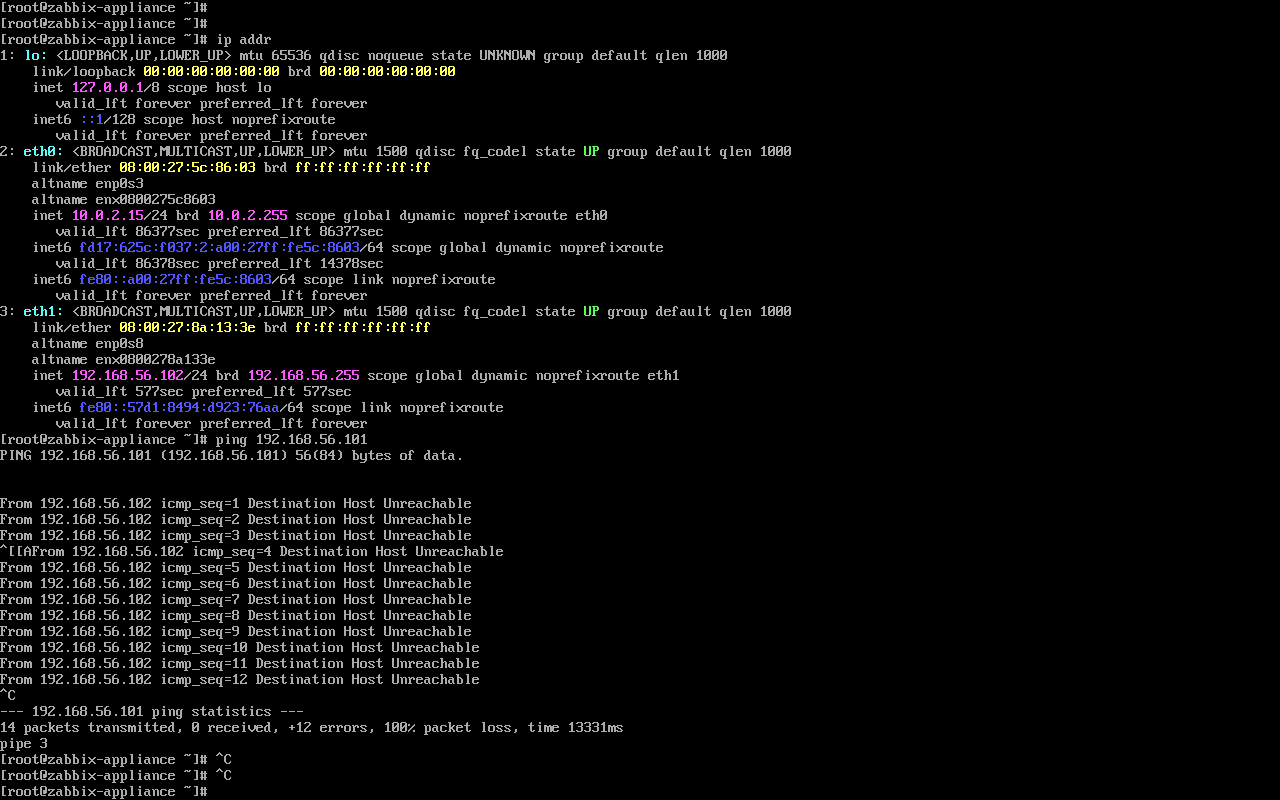 [root@zabbix-appliance ~]#
[root@zabbix-appliance ~]#
[root@zabbix-appliance ~]# ip addr
1: lo: <LOOPBACK,UP,LOWER_UP> mtu 65536 qdisc noqueue state UNKNOWN group default qlen 1000
    link/loopback 00:00:00:00:00:00 brd 00:00:00:00:00:00
    inet 127.0.0.1/8 scope host lo
       valid_lft forever preferred_lft forever
    inet6 ::1/128 scope host noprefixroute
       valid_lft forever preferred_lft forever
2: eth0: <BROADCAST,MULTICAST,UP,LOWER_UP> mtu 1500 qdisc fq_codel state UP group default qlen 1000
    link/ether 08:00:27:5c:86:03 brd ff:ff:ff:ff:ff:ff
    altname enp0s3
    altname enx0800275c8603
    inet 10.0.2.15/24 brd 10.0.2.255 scope global dynamic noprefixroute eth0
       valid_lft 86377sec preferred_lft 86377sec
    inet6 fd17:625c:f037:2:a00:27ff:fe5c:8603/64 scope global dynamic noprefixroute
       valid_lft 86378sec preferred_lft 14378sec
    inet6 fe80::a00:27ff:fe5c:8603/64 scope link noprefixroute
       valid_lft forever preferred_lft forever
3: eth1: <BROADCAST,MULTICAST,UP,LOWER_UP> mtu 1500 qdisc fq_codel state UP group default qlen 1000
    link/ether 08:00:27:8a:13:3e brd ff:ff:ff:ff:ff:ff
    altname enp0s8
    altname enx0800278a133e
    inet 192.168.56.102/24 brd 192.168.56.255 scope global dynamic noprefixroute eth1
       valid_lft 577sec preferred_lft 577sec
    inet6 fe80::57d1:8494:d923:76aa/64 scope link noprefixroute
       valid_lft forever preferred_lft forever
[root@zabbix-appliance ~]# ping 192.168.56.101
PING 192.168.56.101 (192.168.56.101) 56(84) bytes of data.
From 192.168.56.102 icmp_seq=1 Destination Host Unreachable
From 192.168.56.102 icmp_seq=2 Destination Host Unreachable
From 192.168.56.102 icmp_seq=3 Destination Host Unreachable
^[[AFrom 192.168.56.102 icmp_seq=4 Destination Host Unreachable
From 192.168.56.102 icmp_seq=5 Destination Host Unreachable
From 192.168.56.102 icmp_seq=6 Destination Host Unreachable
From 192.168.56.102 icmp_seq=7 Destination Host Unreachable
From 192.168.56.102 icmp_seq=8 Destination Host Unreachable
From 192.168.56.102 icmp_seq=9 Destination Host Unreachable
From 192.168.56.102 icmp_seq=10 Destination Host Unreachable
From 192.168.56.102 icmp_seq=11 Destination Host Unreachable
From 192.168.56.102 icmp_seq=12 Destination Host Unreachable
^C
--- 192.168.56.101 ping statistics ---
14 packets transmitted, 0 received, +12 errors, 100% packet loss, time 13331ms
pipe 3
[root@zabbix-appliance ~]# ^C
[root@zabbix-appliance ~]# ^C
[root@zabbix-appliance ~]#